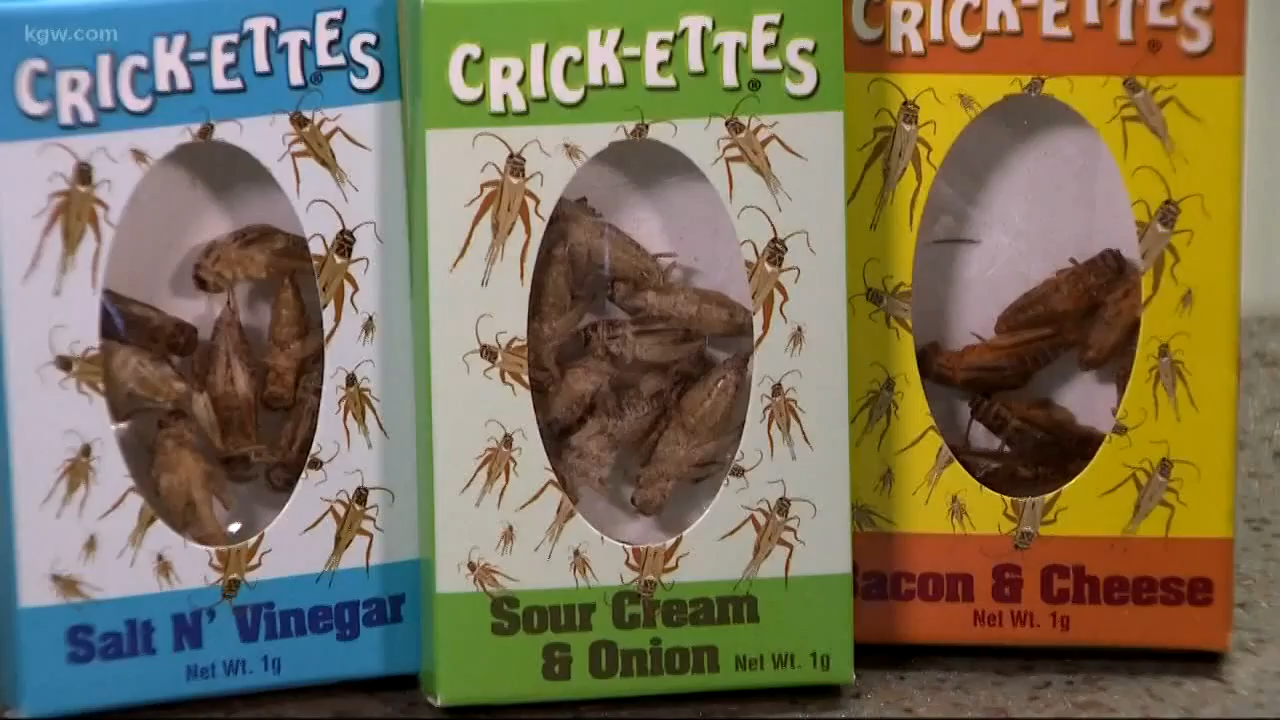 kgw.com
CRICK-ETTES®
Salt N' Vinegar
Net Wt. 1g
CRICK-ETTES®
Sour Cream
& Onion Net Wt. 1g
CRICK-ETTES®
Bacon & Cheese
Net Wt. 1g